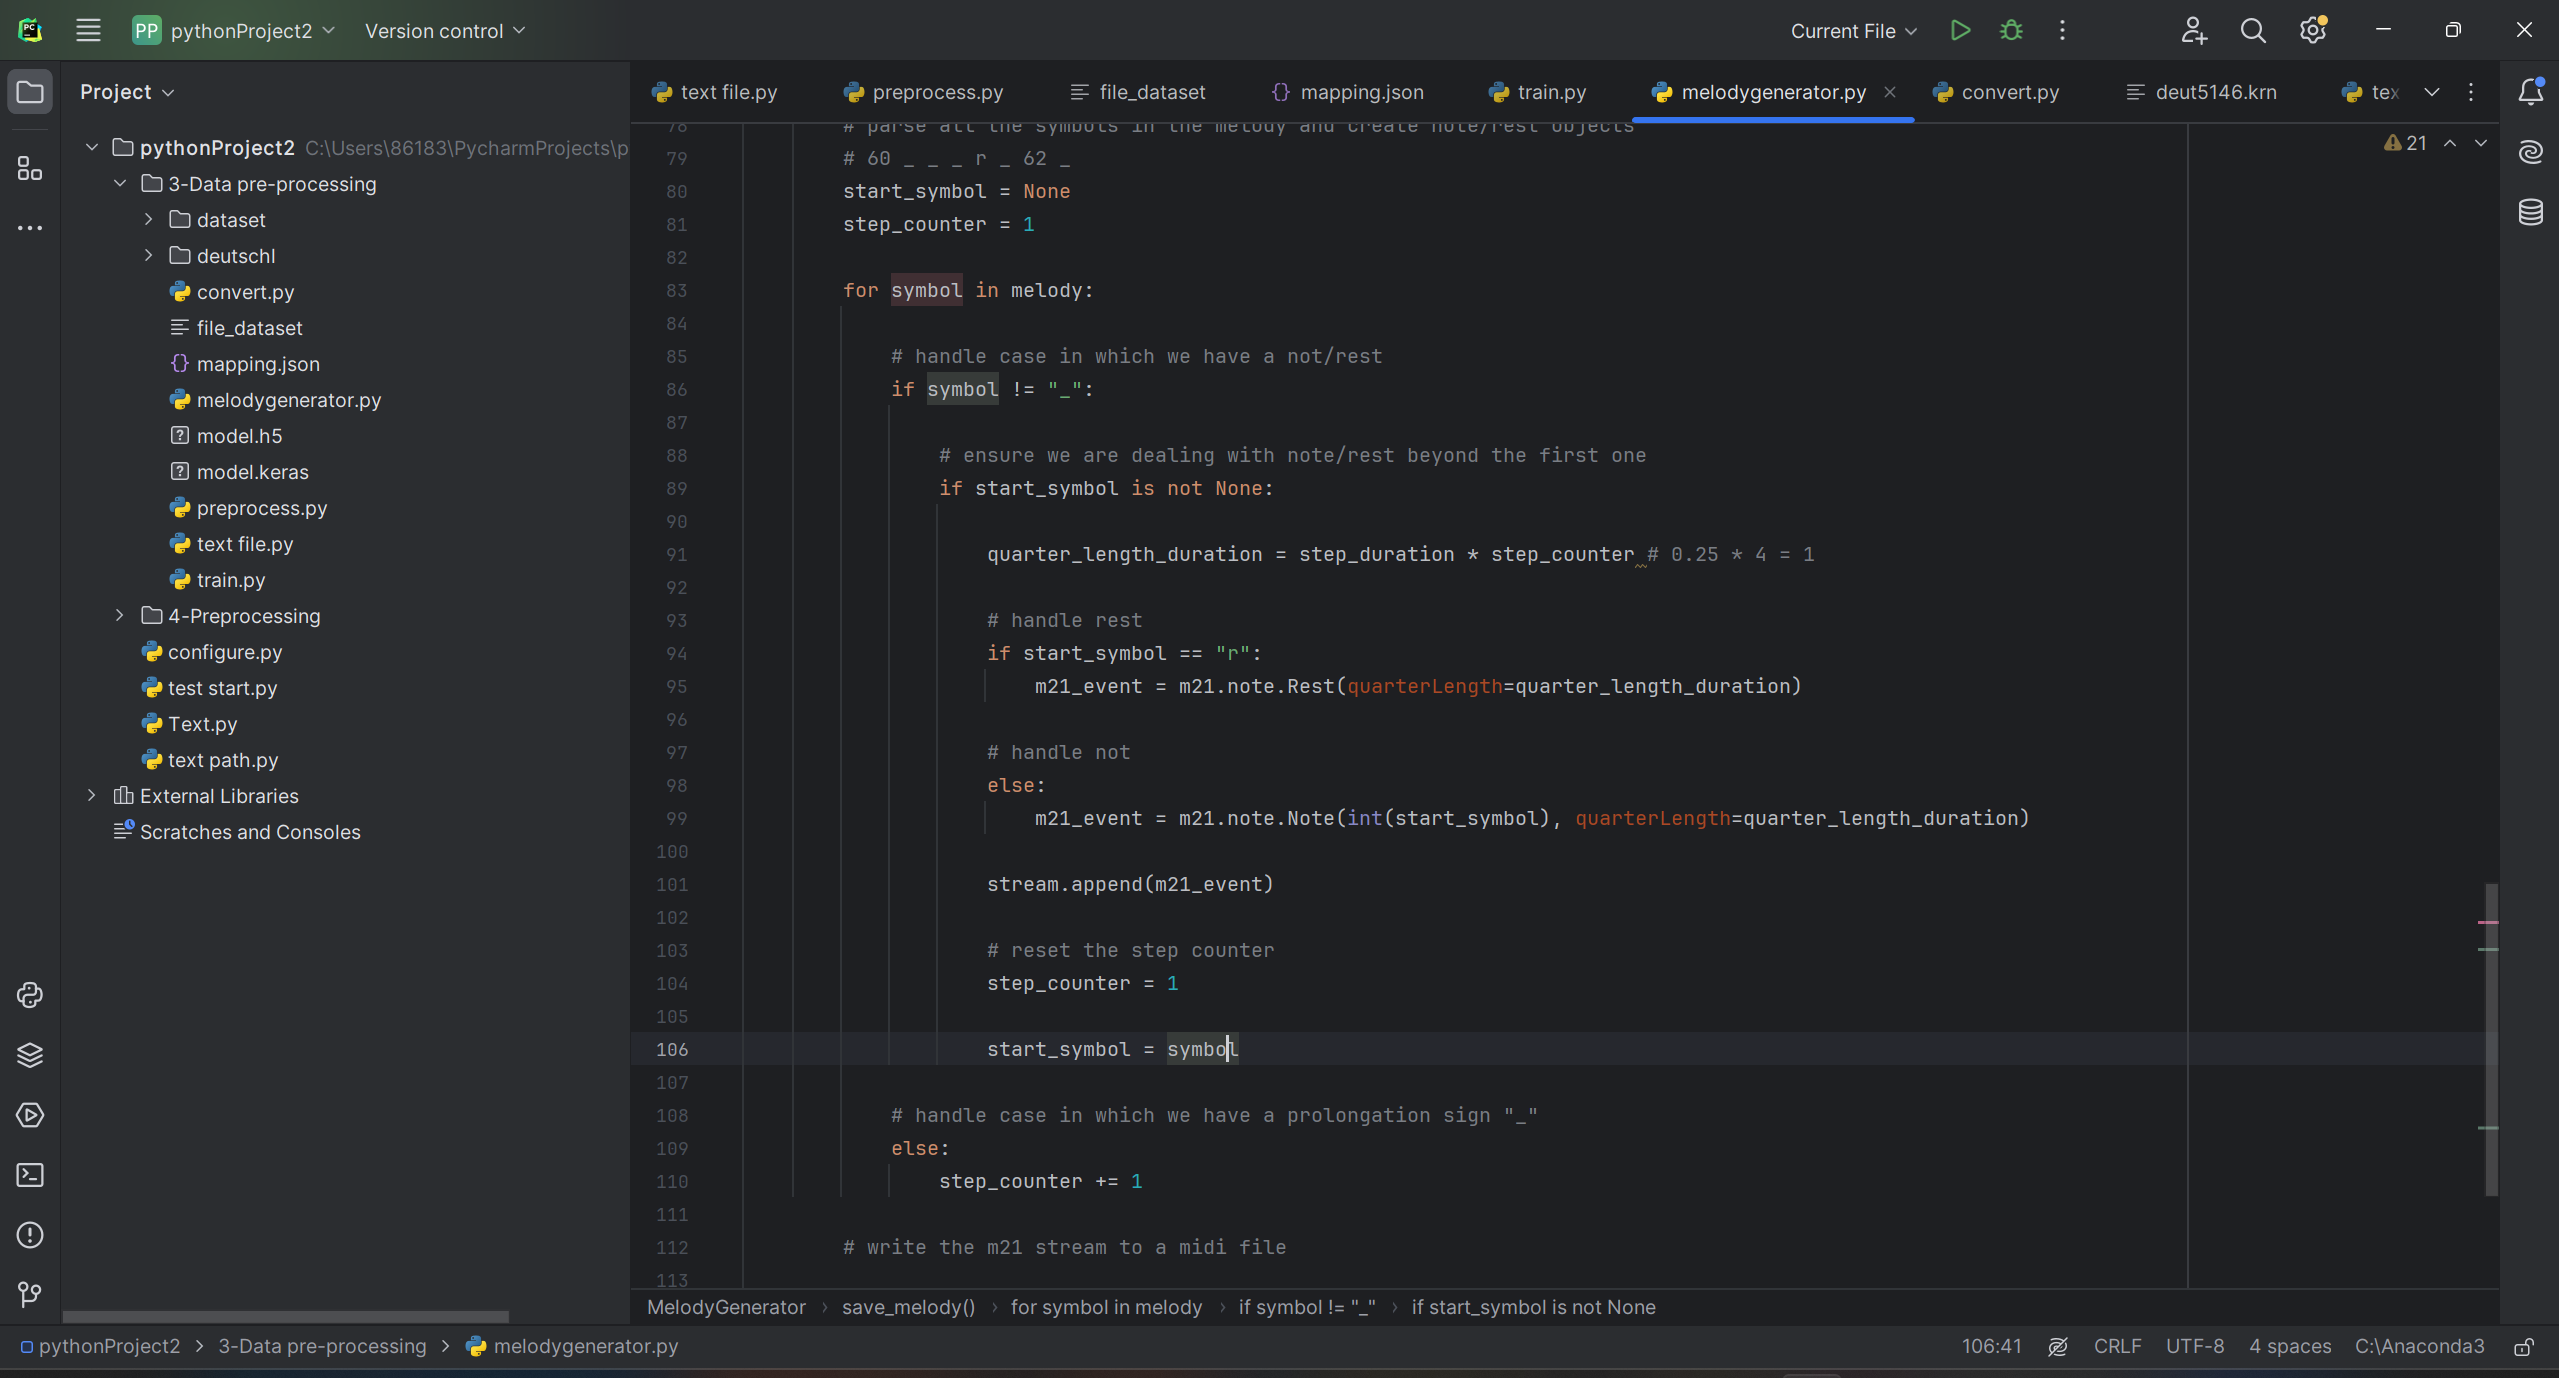 PP pythonProject2 Version control Current File
Project
text file.py preprocess.py file_dataset mapping.json train.py melodygenerator.py convert.py deut5146.krn tex
pythonProject2 C:\Users\86183\PycharmProjects\p
3-Data pre-processing
dataset
deutschl
convert.py
file_dataset
mapping.json
melodygenerator.py
model.h5
model.keras
preprocess.py
text file.py
train.py
4-Preprocessing
configure.py
test start.py
Text.py
text path.py
External Libraries
Scratches and Consoles
21
78 # parse all the symbols in the melody and create note/rest objects
79 # 60 _ _ _ r _ 62 _
80 start_symbol = None
81 step_counter = 1
82
83 for symbol in melody:
84
85 # handle case in which we have a not/rest
86 if symbol != "_":
87
88 # ensure we are dealing with note/rest beyond the first one
89 if start_symbol is not None:
90
91 quarter_length_duration = step_duration * step_counter # 0.25 * 4 = 1
92
93 # handle rest
94 if start_symbol == "r":
95 m21_event = m21.note.Rest(quarterLength=quarter_length_duration)
96
97 # handle not
98 else:
99 m21_event = m21.note.Note(int(start_symbol), quarterLength=quarter_length_duration)
100
101 stream.append(m21_event)
102
103 # reset the step counter
104 step_counter = 1
105
106 start_symbol = symbol
107
108 # handle case in which we have a prolongation sign "_"
109 else:
110 step_counter += 1
111
112 # write the m21 stream to a midi file
113
MelodyGenerator › save_melody() › for symbol in melody › if symbol != "_" › if start_symbol is not None
pythonProject2 > 3-Data pre-processing > melodygenerator.py 106:41 CRLF UTF-8 4 spaces C:\Anaconda3